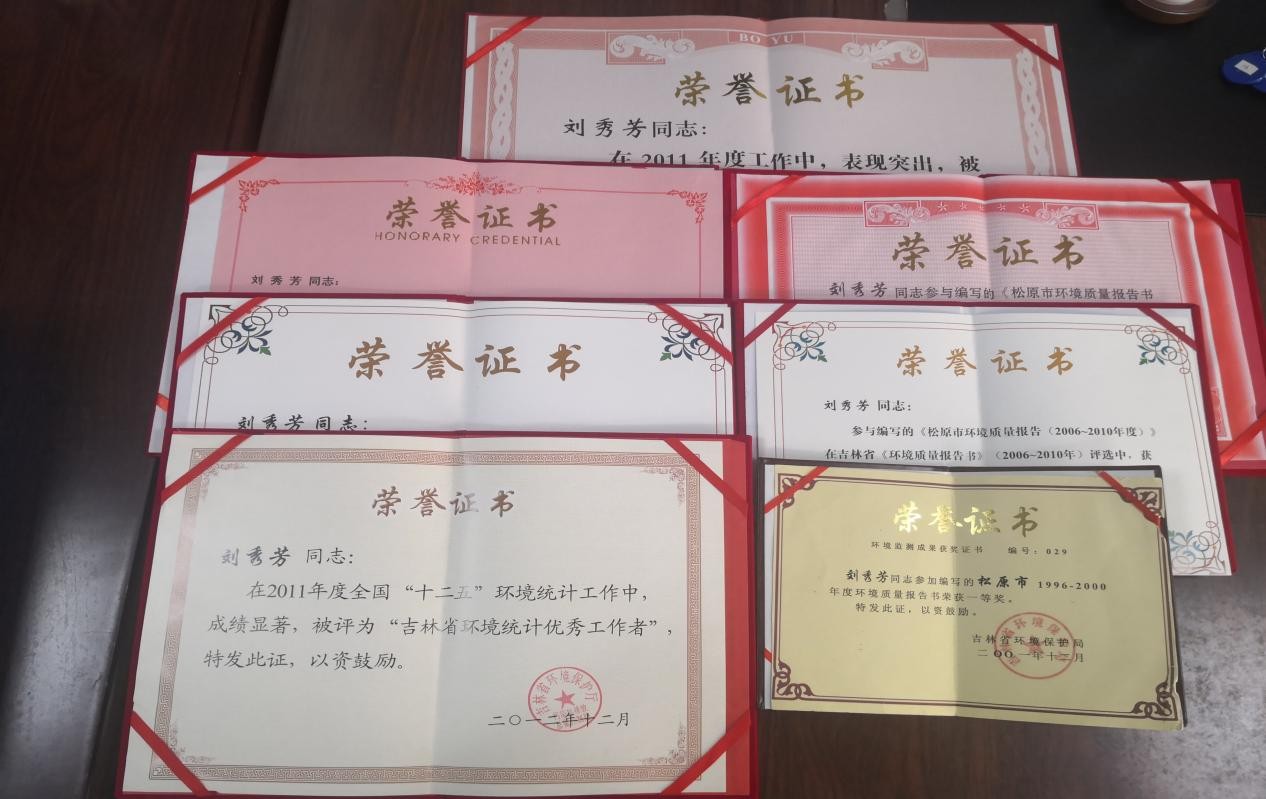 BO YU
荣誉证书
刘秀芳同志：
在 2011 年度工作中，表现突出，被
荣誉证书
HONORARY CREDENTIAL
刘秀芳同志：
荣誉证书
刘秀芳同志参与编写的《松原市环境质量报告书
荣誉证书
刘秀芳同志：
荣誉证书
刘秀芳 同志：
参与编写的《松原市环境质量报告（2006~2010年度）》
在吉林省《环境质量报告书》（2006~2010年）评选中，获
荣誉证书
刘秀芳 同志：
在2011年度全国“十二五”环境统计工作中，
成绩显著，被评为“吉林省环境统计优秀工作者”，
特发此证，以资鼓励。
吉林省环境保护厅
二〇一二年十二月
荣誉证书
环境监测成果获奖证书 编号：029
刘秀芳同志参加编写的松原市 1996-2000
年度环境质量报告书荣获一等奖。
特发此证，以资鼓励。
吉林省环境保护局
二〇〇一年十二月